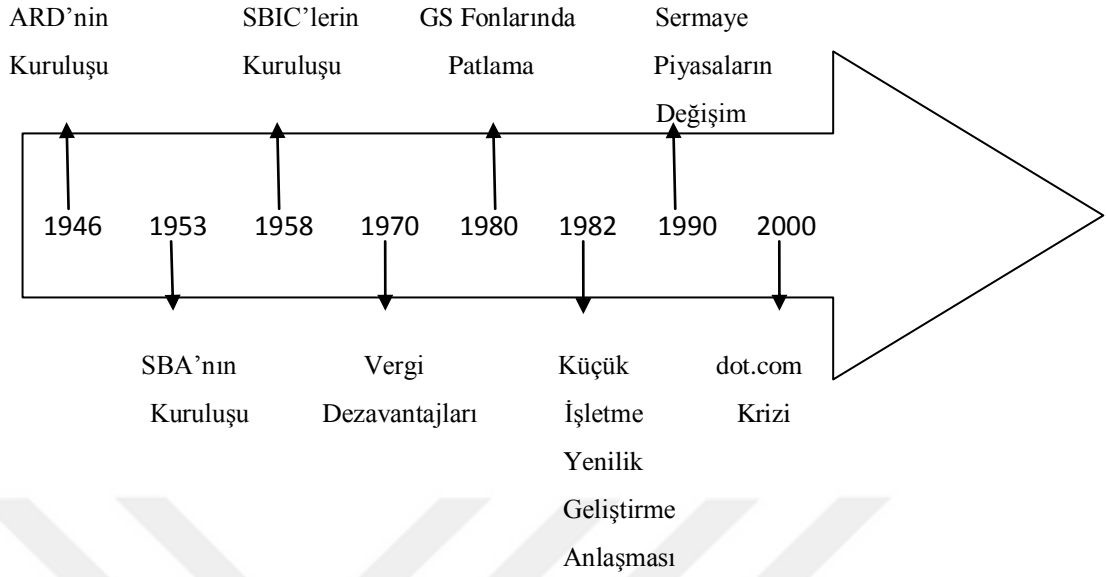 ARD’nin
Kuruluşu
SBIC’lerin
Kuruluşu
GS Fonlarında
Patlama
Sermaye
Piyasaların
Değişim
1946 1953 1958 1970 1980 1982 1990 2000
SBA’nın
Kuruluşu
Vergi
Dezavantajları
Küçük
İşletme
Yenilik
Geliştirme
Anlaşması
dot.com
Krizi